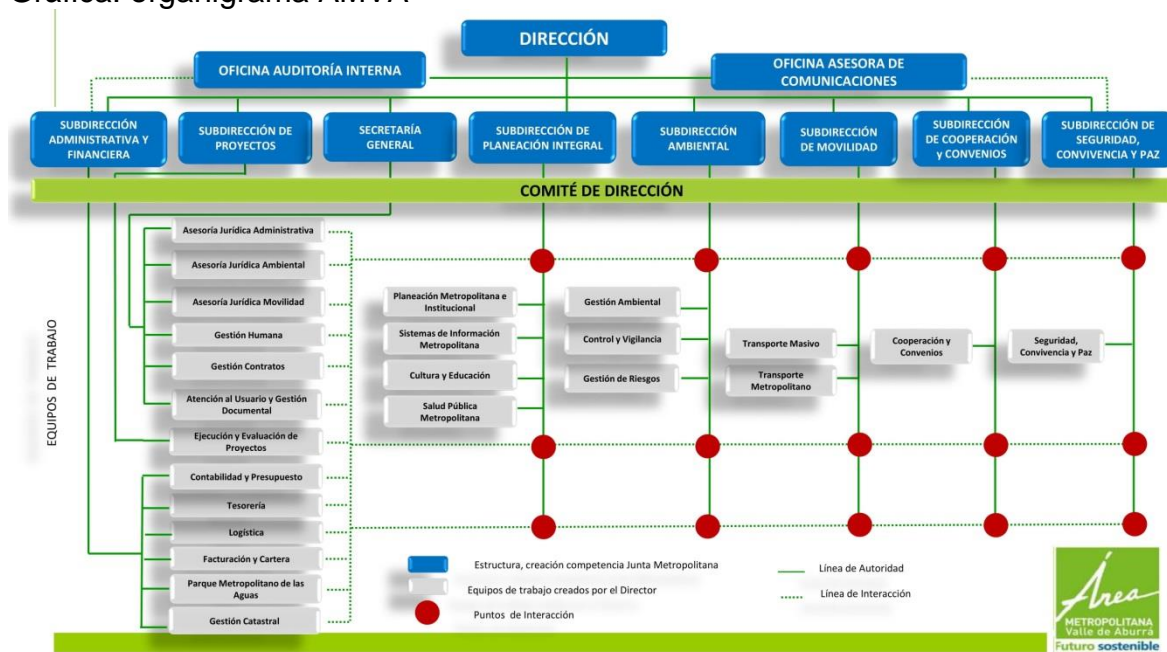 Gráfica: organigrama AMVA
DIRECCIÓN
OFICINA AUDITORÍA INTERNA
OFICINA ASESORA DE
COMUNICACIONES
SUBDIRECCIÓN
ADMINISTRATIVA Y
FINANCIERA
SUBDIRECCIÓN DE
PROYECTOS
SECRETARÍA
GENERAL
SUBDIRECCIÓN DE
PLANEACIÓN INTEGRAL
SUBDIRECCIÓN
AMBIENTAL
SUBDIRECCIÓN
DE MOVILIDAD
SUBDIRECCIÓN
DE COOPERACIÓN
y CONVENIOS
SUBDIRECCIÓN DE
SEGURIDAD,
CONVIVENCIA Y PAZ
COMITÉ DE DIRECCIÓN
EQUIPOS DE TRABAJO
Asesoría Jurídica Administrativa
Asesoría Jurídica Ambiental
Asesoría Jurídica Movilidad
Gestión Humana
Gestión Contratos
Atención al Usuario y Gestión
Documental
Ejecución y Evaluación de
Proyectos
Contabilidad y Presupuesto
Tesorería
Logística
Facturación y Cartera
Parque Metropolitano de las
Aguas
Gestión Catastral
Planeación Metropolitana e
Institucional
Sistemas de Información
Metropolitana
Cultura y Educación
Salud Pública
Metropolitana
Gestión Ambiental
Control y Vigilancia
Gestión de Riesgos
Transporte Masivo
Transporte
Metropolitano
Cooperación y
Convenios
Seguridad,
Convivencia y Paz
Estructura, creación competencia Junta Metropolitana
Equipos de trabajo creados por el Director
Puntos de Interacción
Línea de Autoridad
Línea de Interacción
Área
METROPOLITANA
Valle de Aburrá
Futuro sostenible